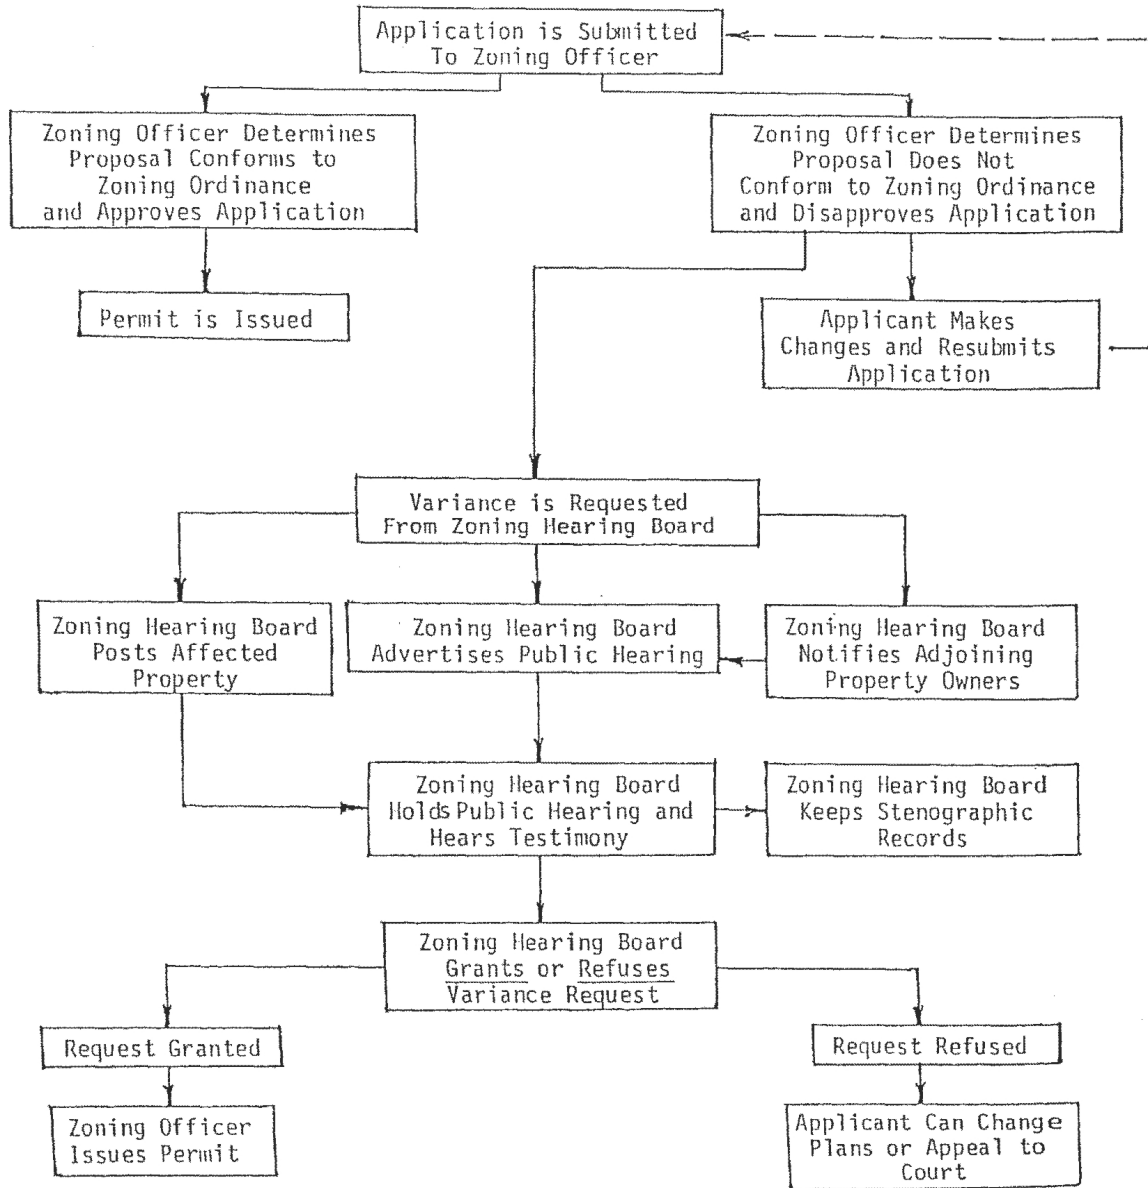 Application is Submitted
To Zoning Officer
Zoning Officer Determines
Proposal Conforms to
Zoning Ordinance
and Approves Application
Zoning Officer Determines
Proposal Does Not
Conform to Zoning Ordinance
and Disapproves Application
Permit is Issued
Applicant Makes
Changes and Resubmits
Application
Variance is Requested
From Zoning Hearing Board
Zoning Hearing Board
Posts Affected
Property
Zoning Hearing Board
Advertises Public Hearing
Zoning Hearing Board
Notifies Adjoining
Property Owners
Zoning Hearing Board
Holds Public Hearing and
Hears Testimony
Zoning Hearing Board
Keeps Stenographic
Records
Zoning Hearing Board
Grants or Refuses
Variance Request
Request Granted
Request Refused
Zoning Officer
Issues Permit
Applicant Can Change
Plans or Appeal to
Court